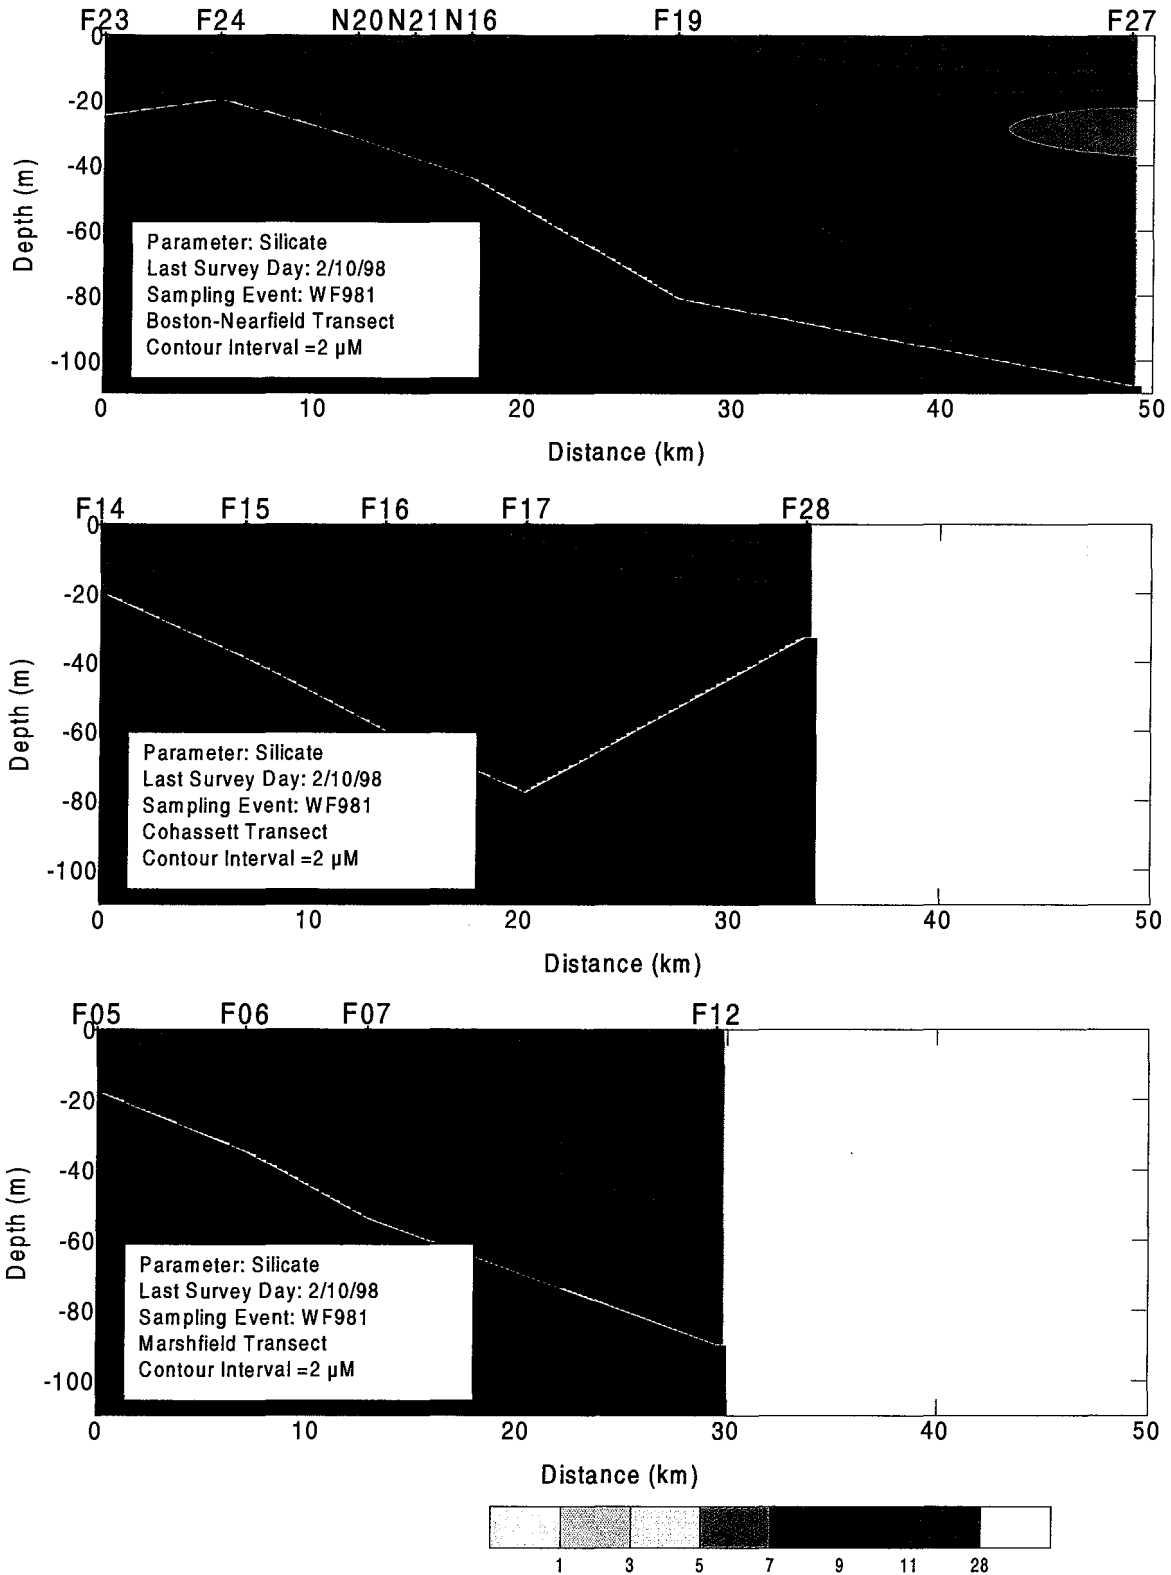 F23 F24 N20 N21 N16 F19 F27
0
-20
-40
-60
-80
-100
Depth (m)
Parameter: Silicate
Last Survey Day: 2/10/98
Sampling Event: WF981
Boston-Nearfield Transect
Contour Interval =2 µM
0 10 20 30 40 50
Distance (km)
F14 F15 F16 F17 F28
0
-20
-40
-60
-80
-100
Depth (m)
Parameter: Silicate
Last Survey Day: 2/10/98
Sampling Event: WF981
Cohassett Transect
Contour Interval =2 µM
0 10 20 30 40 50
Distance (km)
F05 F06 F07 F12
0
-20
-40
-60
-80
-100
Depth (m)
Parameter: Silicate
Last Survey Day: 2/10/98
Sampling Event: WF981
Marshfield Transect
Contour Interval =2 µM
0 10 20 30 40 50
Distance (km)
1 3 5 7 9 11 28